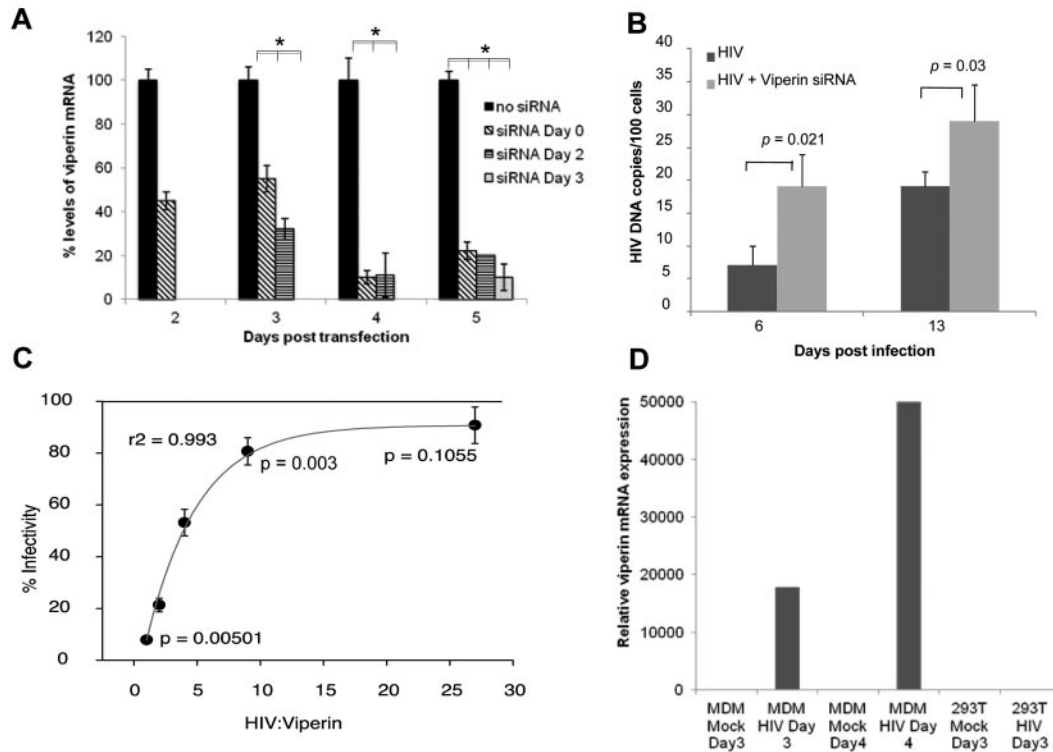 A
120
100
80
60
40
20
0
% levels of viperin mRNA
*
*
*
no siRNA
siRNA Day 0
siRNA Day 2
siRNA Day 3
2
3
4
5
Days post transfection
B
40
35
30
25
20
15
10
5
0
HIV DNA copies/100 cells
HIV
HIV + Viperin siRNA
p = 0.021
p = 0.03
6
13
Days post infection
C
100
80
60
40
20
0
% Infectivity
r2 = 0.993
p = 0.003
p = 0.1055
p = 0.00501
0
5
10
15
20
25
30
HIV:Viperin
D
50000
40000
30000
20000
10000
0
Relative viperin mRNA expression
MDM Mock Day3
MDM HIV Day 3
MDM Mock Day4
MDM HIV Day 4
293T Mock Day3
293T HIV Day3